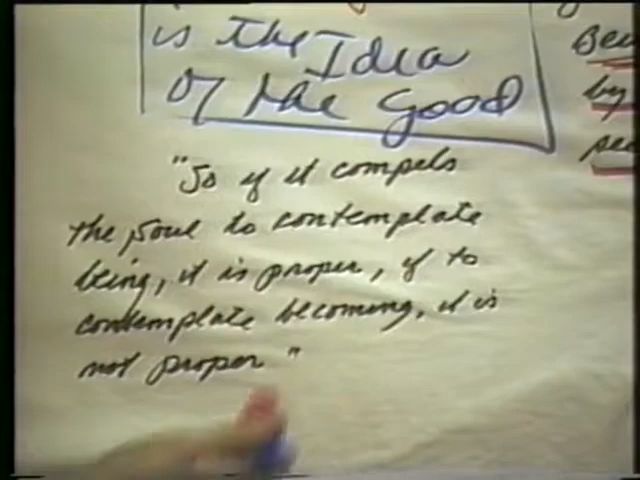 is the Idea
of the Good
"So if it compels
the soul to contemplate
being, it is proper, if to
contemplate becoming, it is
not proper"
by